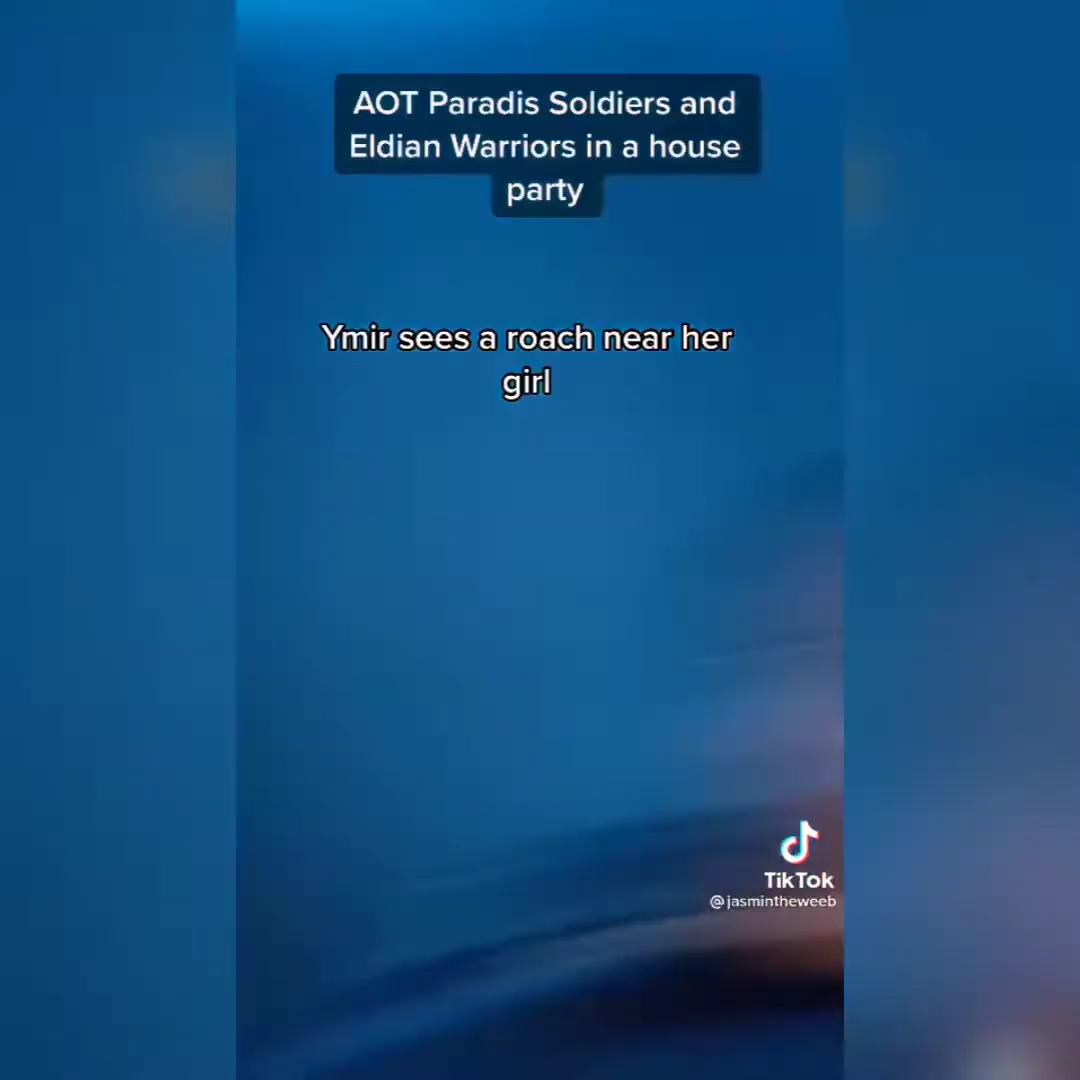 AOT Paradis Soldiers and
Eldian Warriors in a house
party
Ymir sees a roach near her
girl
TikTok
@jasmintheweeb